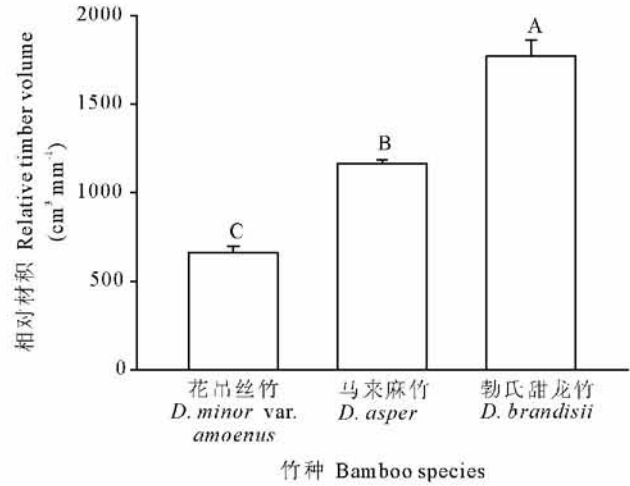 相对材积 Relative timber volume
(cm³ mm⁻¹)
2000
1500
1000
500
0
C
B
A
花吊丝竹
D. minor var.
amoenus
马来麻竹
D. asper
勃氏甜龙竹
D. brandisii
竹种 Bamboo species